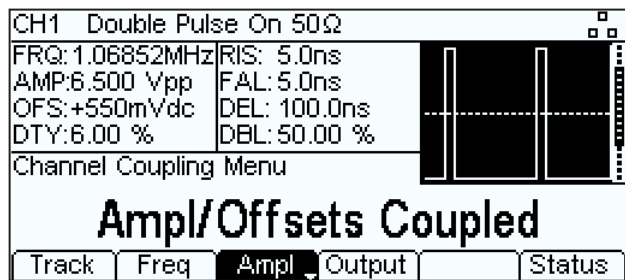 CH1 Double Pulse On 50Ω
FRQ: 1.06852MHz RIS: 5.0ns
AMP:6.500 Vpp FAL: 5.0ns
OFS:+550mVdc DEL: 100.0ns
DTY:6.00 % DBL: 50.00 %
Channel Coupling Menu
Ampl/Offsets Coupled
Track Freq Ampl Output Status